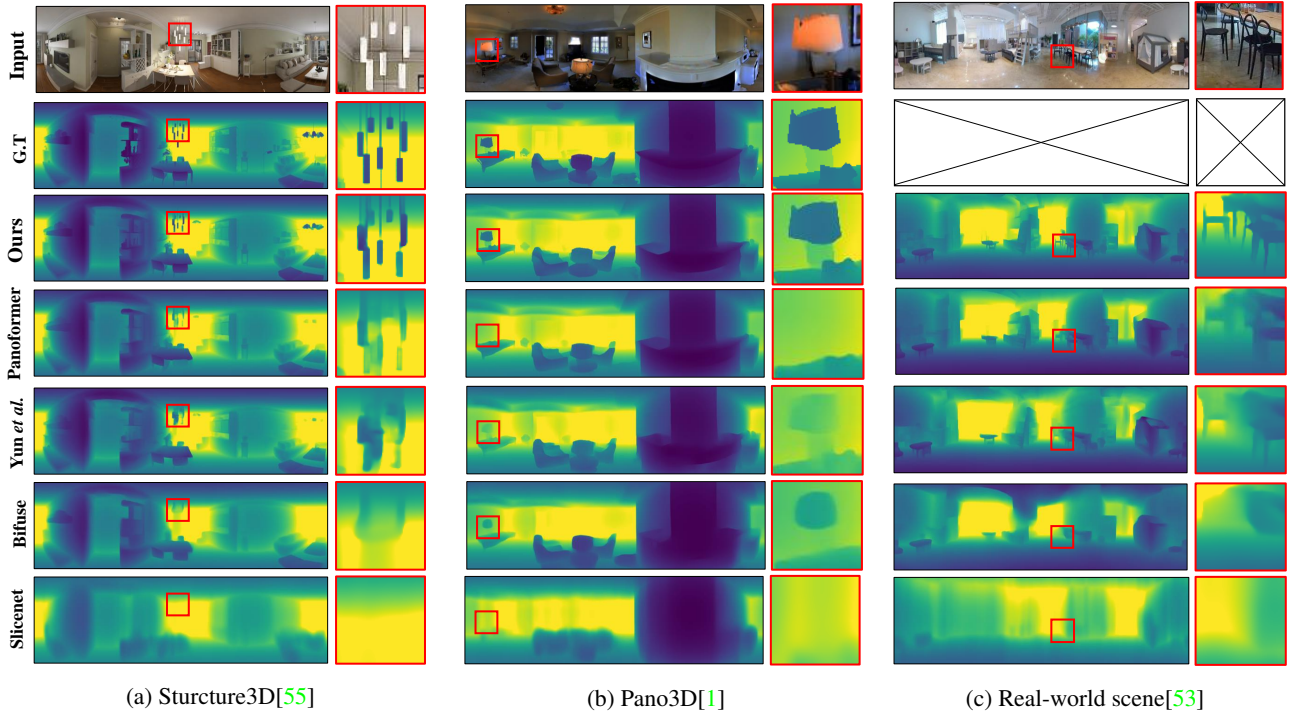 Input
G.T
Ours
Panoformer
Yun et al.
Bifuse
Slicenet
(a) Sturcture3D[55]
(b) Pano3D[1]
(c) Real-world scene[53]